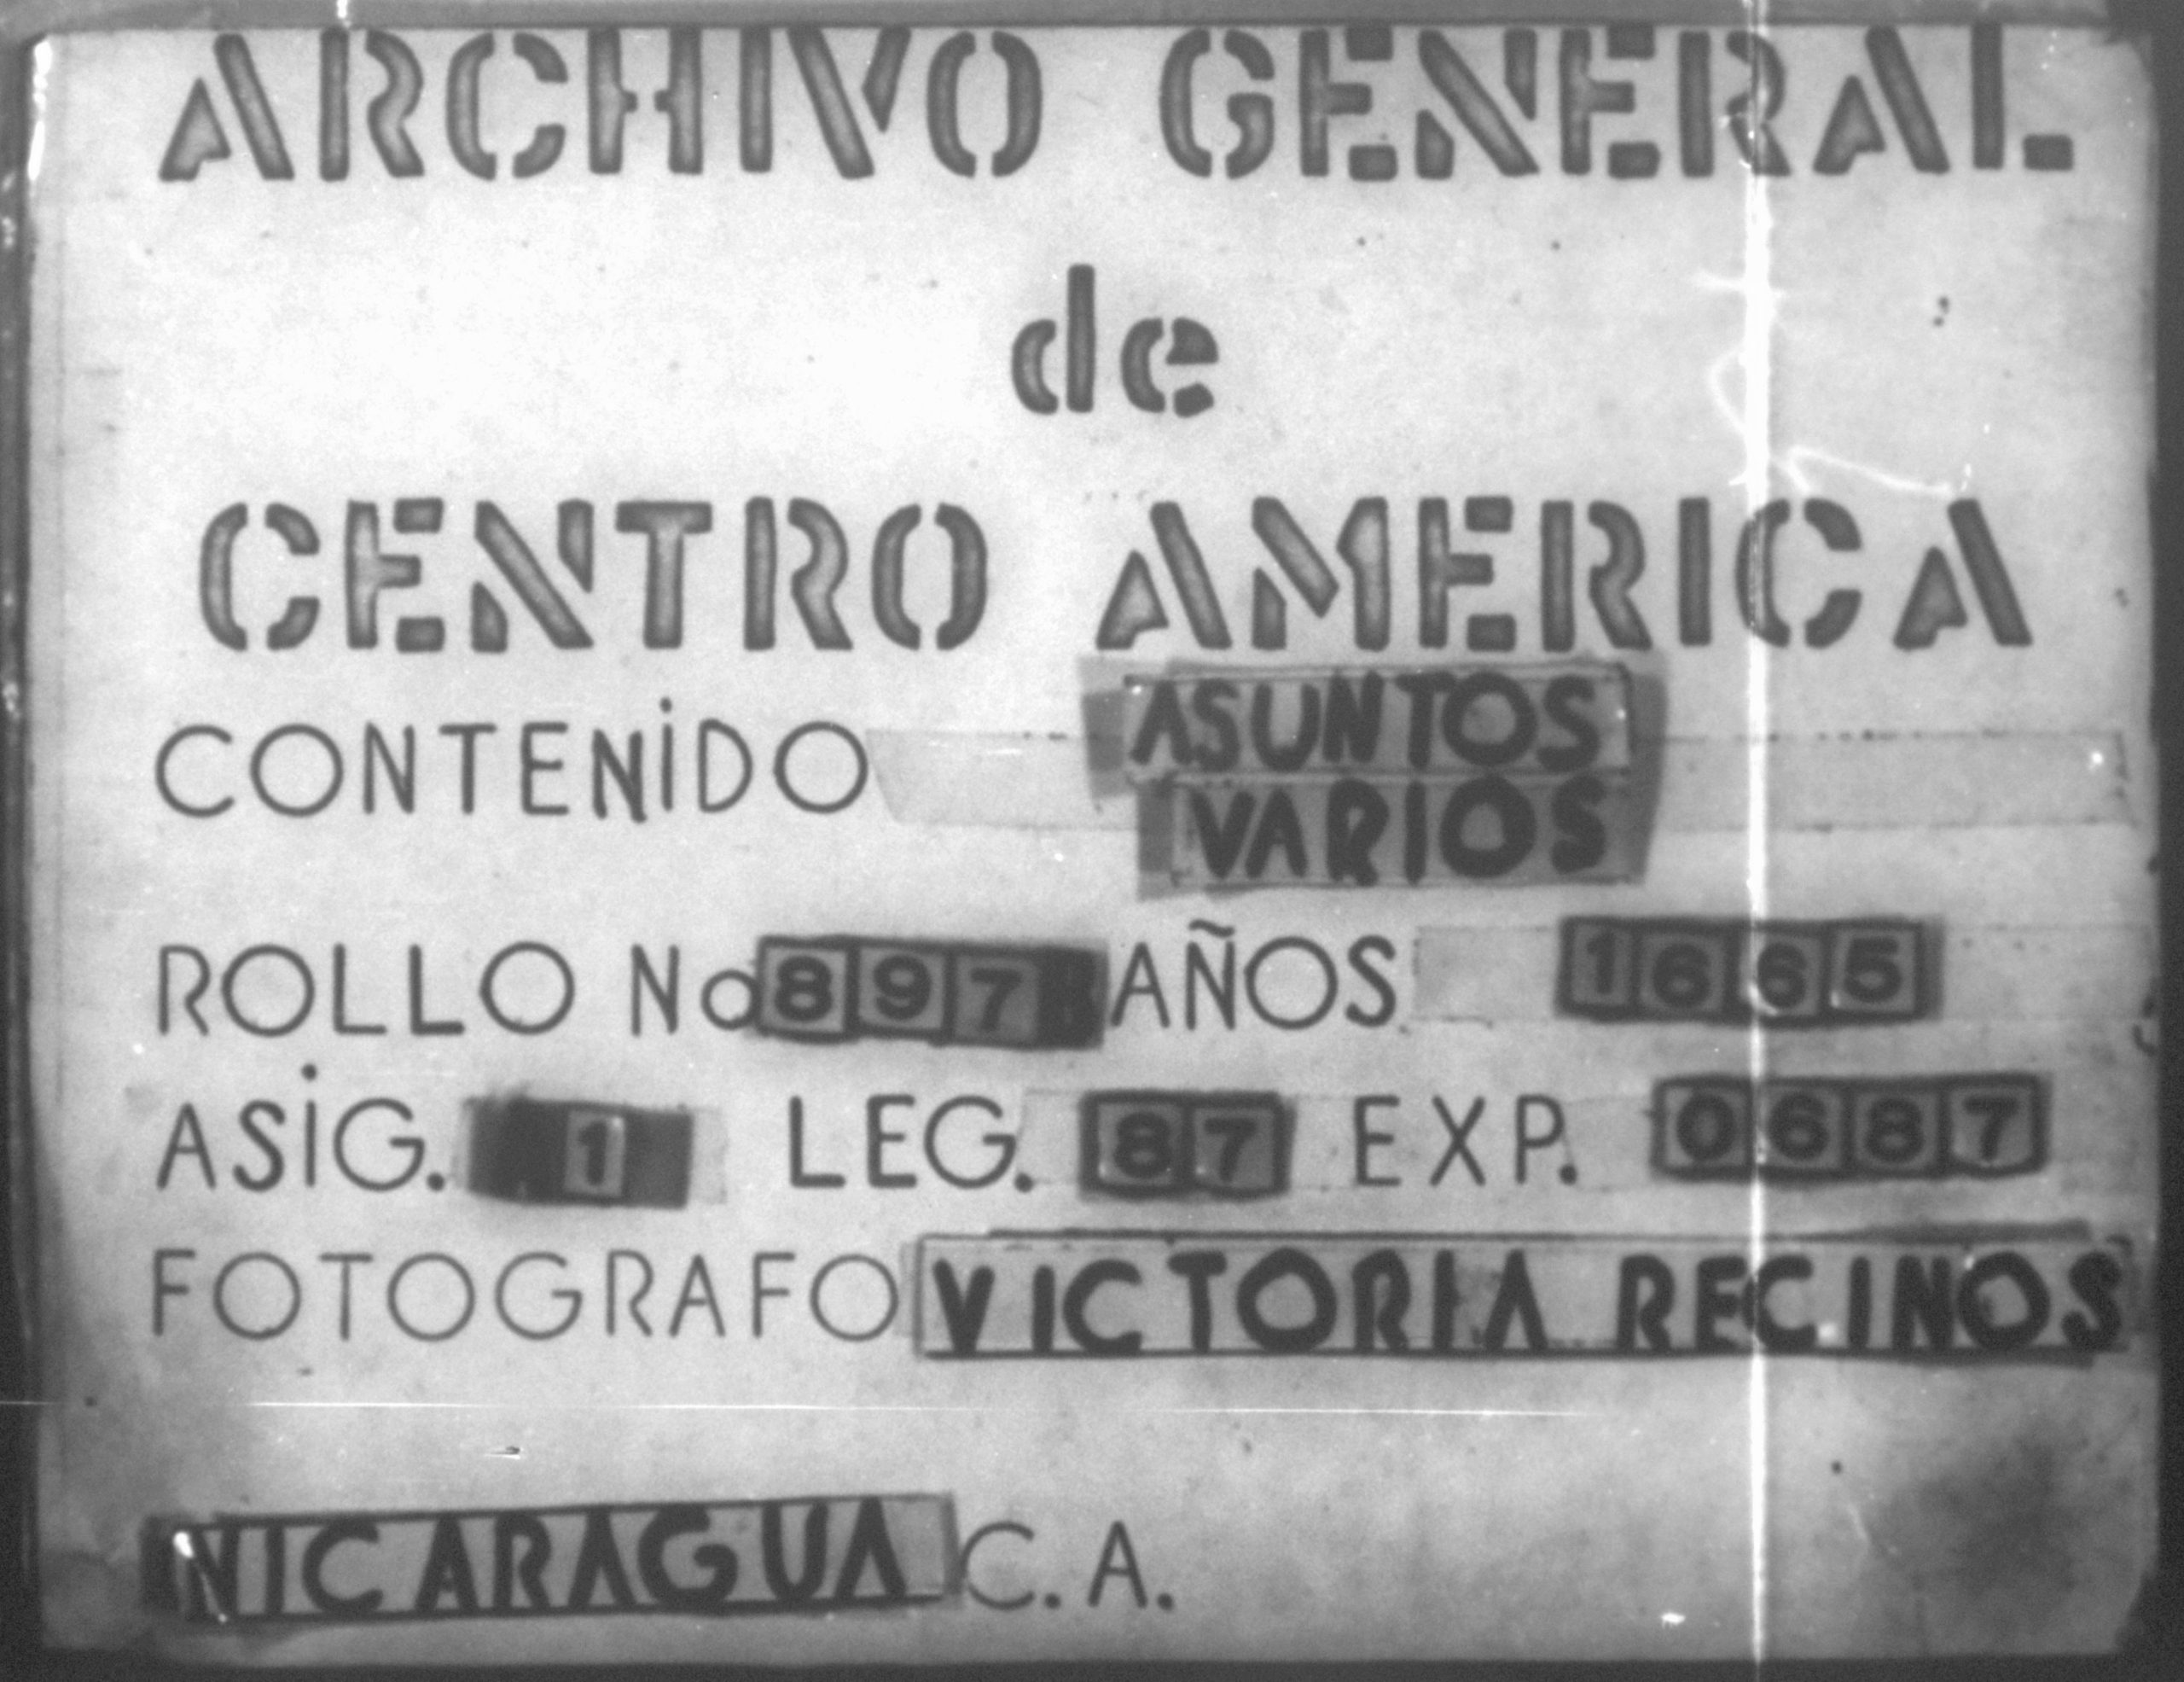 ARCHIVO GENERAL
de
CENTRO AMERICA
CONTENIDO ASUNTOS
VARIOS
ROLLO No 897 AÑOS 1665
ASIG. 1 LEG. 87 EXP. 0687
FOTOGRAFO VICTORIA RECINOS
NICARAGUA C.A.